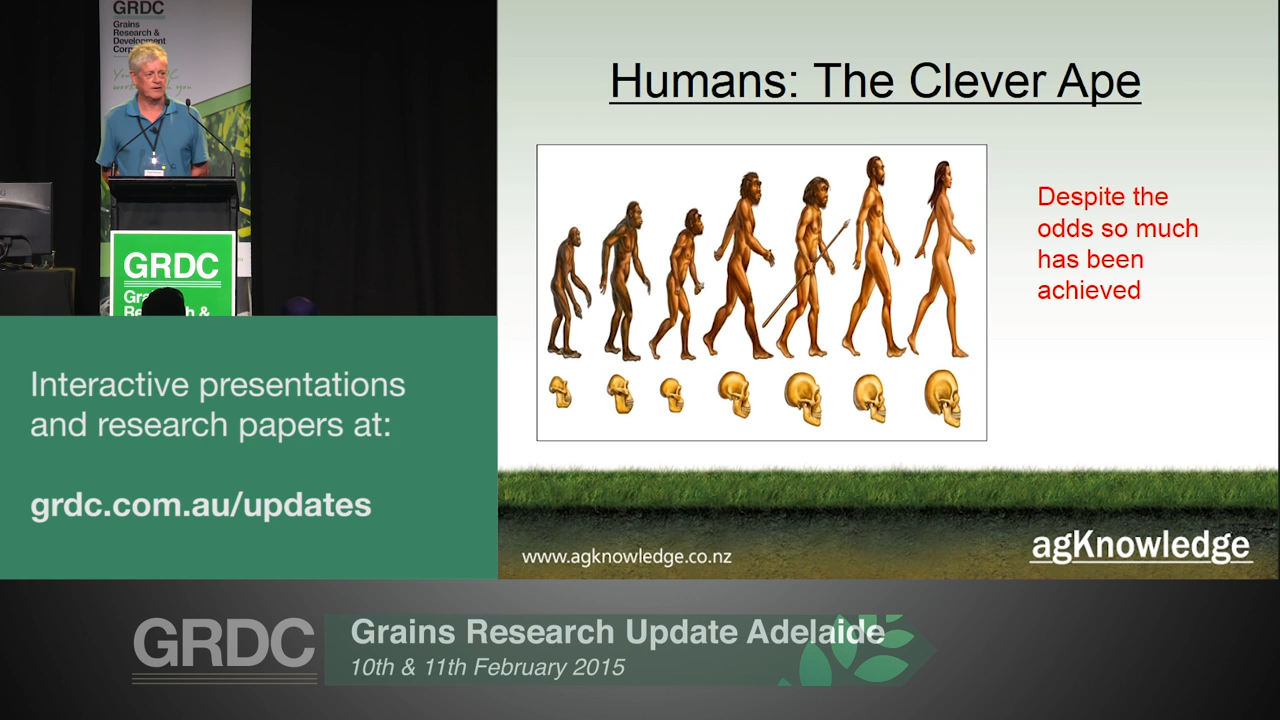 GRDC
Grains
Research &
Development
GRDC
Research &
Interactive presentations
and research papers at:
grdc.com.au/updates
Humans: The Clever Ape
Despite the
odds so much
has been
achieved
www.agknowledge.co.nz
agKnowledge
GRDC
Grains Research Update Adelaide
10th & 11th February 2015